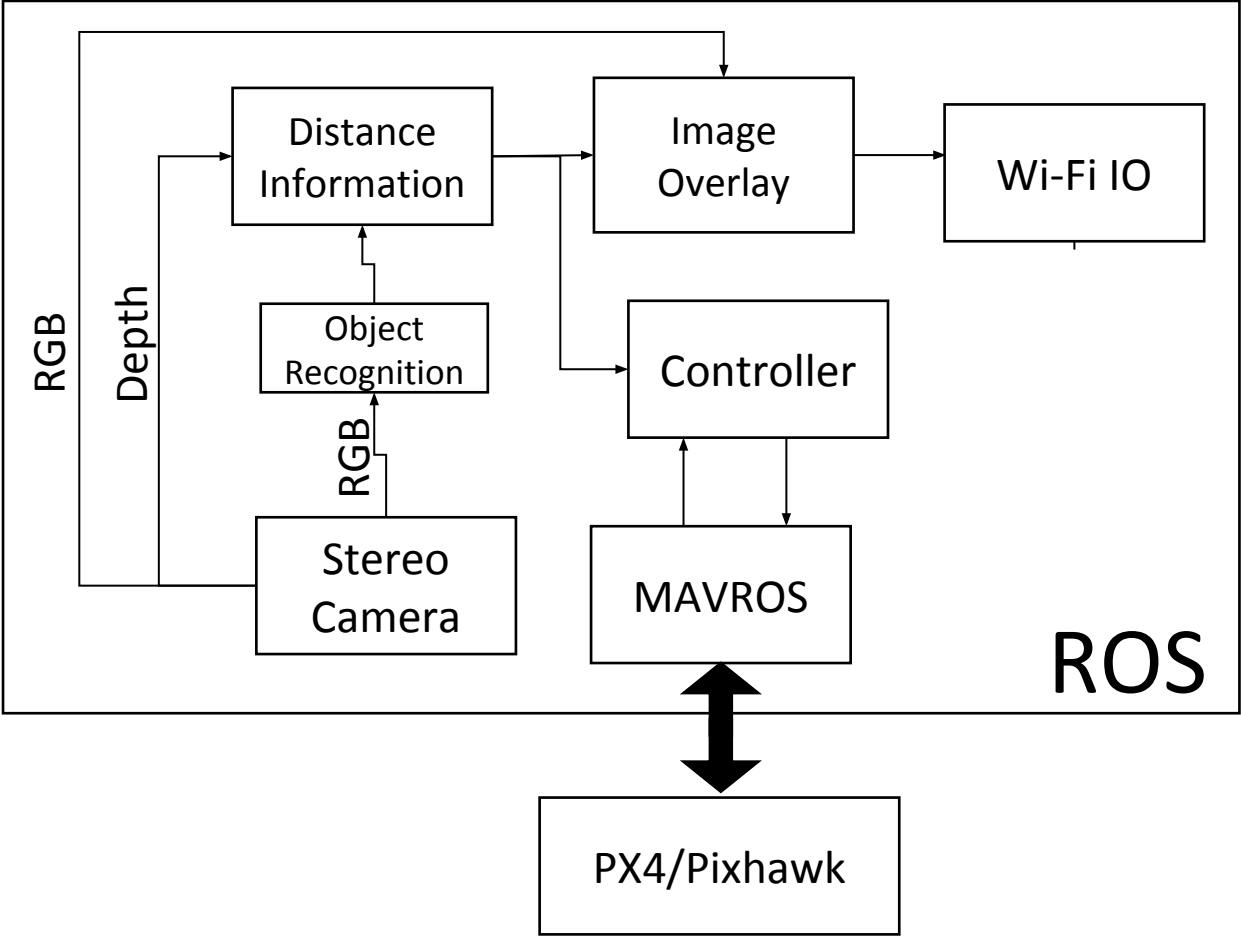 Distance
Information
Image
Overlay
Wi-Fi IO
RGB
Depth
Object
Recognition
Controller
RGB
Stereo
Camera
MAVROS
ROS
PX4/Pixhawk